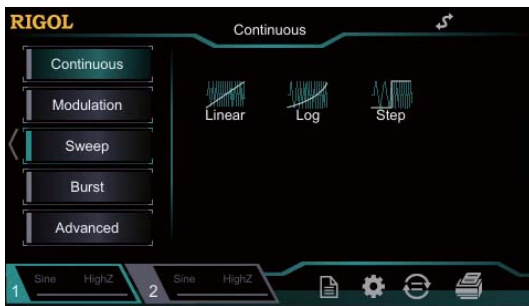 RIGOL
Continuous
Continuous
Modulation
Sweep
Burst
Advanced
Linear Log Step
1 Sine HighZ 2 Sine HighZ